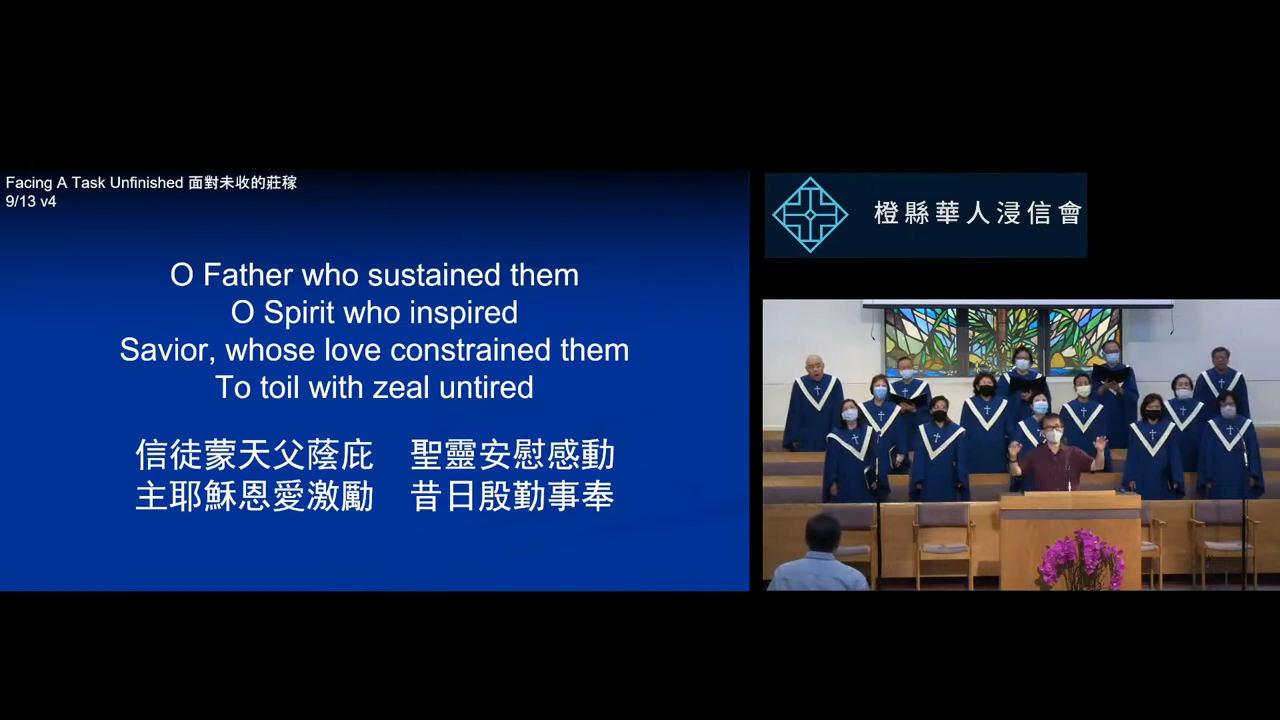 Facing A Task Unfinished 面對未收的莊稼
9/13 v4
O Father who sustained them
O Spirit who inspired
Savior, whose love constrained them
To toil with zeal untired
信徒蒙天父蔭庇 聖靈安慰感動
主耶穌恩愛激勵 昔日殷勤事奉
橙縣華人浸信會